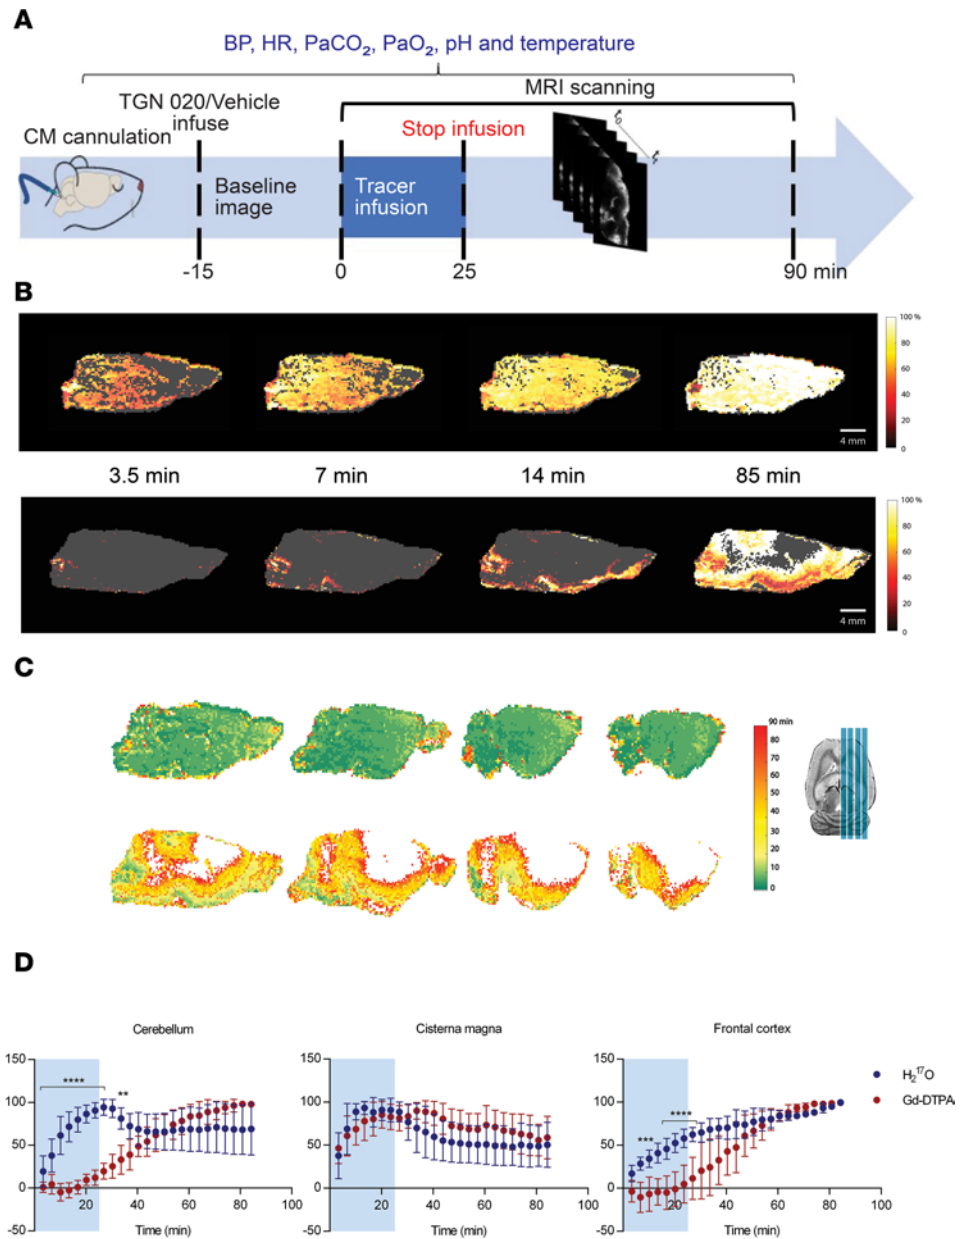 A
BP, HR, PaCO2, PaO2, pH and temperature
MRI scanning
TGN 020/Vehicle
infuse
CM cannulation
Stop infusion
Baseline
image
Tracer
infusion
-15
0
25
90 min
B
100 %
80
60
40
20
0
4 mm
3.5 min
7 min
14 min
85 min
100 %
80
60
40
20
0
4 mm
C
90 min
80
70
60
50
40
30
20
10
0
D
Cerebellum
Cisterna magna
Frontal cortex
150
100
50
0
-50
****
**
20
40
60
80
100
Time (min)
150
100
50
0
-50
20
40
60
80
100
Time (min)
150
100
50
0
-50
***
****
20
40
60
80
100
Time (min)
H217O
Gd-DTPA